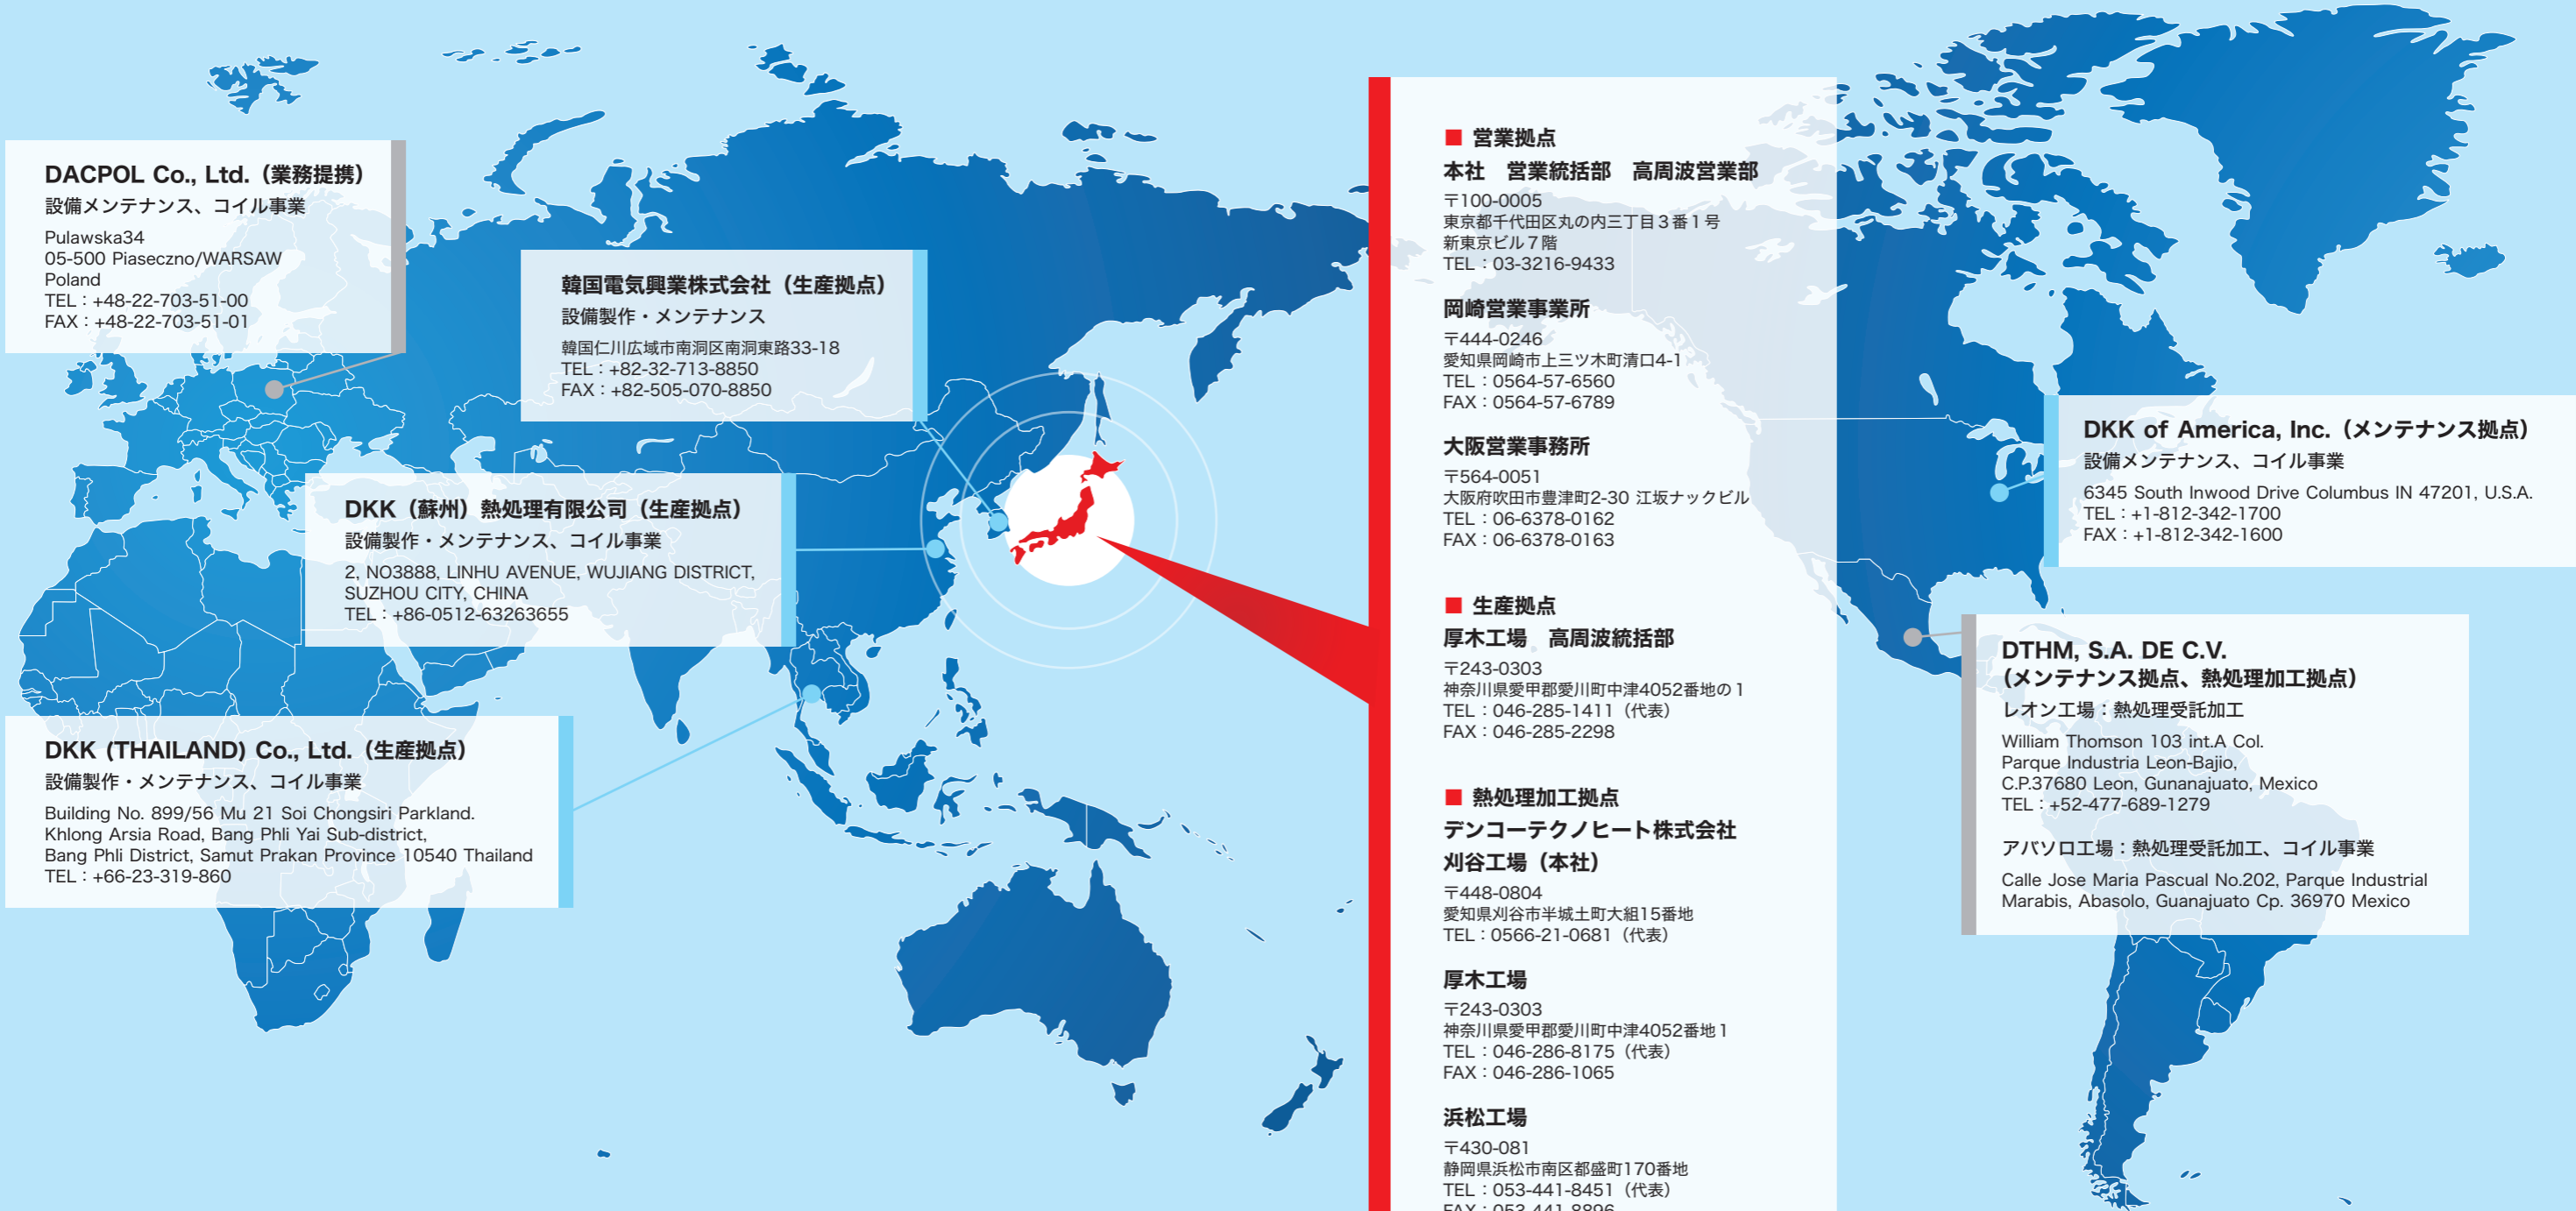 DACPOL Co., Ltd.（業務提携）
設備メンテナンス、コイル事業
Pulawska34
05-500 Piaseczno/WARSAW
Poland
TEL：+48-22-703-51-00
FAX：+48-22-703-51-01
韓国電気興業株式会社（生産拠点）
設備製作・メンテナンス
韓国仁川広域市南洞区南洞東路33-18
TEL：+82-32-713-8850
FAX：+82-505-070-8850
DKK（蘇州）熱処理有限公司（生産拠点）
設備製作・メンテナンス、コイル事業
2, NO3888, LINHU AVENUE, WUJIANG DISTRICT,
SUZHOU CITY, CHINA
TEL：+86-0512-63263655
DKK (THAILAND) Co., Ltd.（生産拠点）
設備製作・メンテナンス、コイル事業
Building No. 899/56 Mu 21 Soi Chongsiri Parkland.
Khlong Arsia Road, Bang Phli Yai Sub-district,
Bang Phli District, Samut Prakan Province 10540 Thailand
TEL：+66-23-319-860
■ 営業拠点
本社　営業統括部　高周波営業部
〒100-0005
東京都千代田区丸の内三丁目３番１号
新東京ビル７階
TEL：03-3216-9433
岡崎営業事業所
〒444-0246
愛知県岡崎市上三ツ木町清口4-1
TEL：0564-57-6560
FAX：0564-57-6789
大阪営業事務所
〒564-0051
大阪府吹田市豊津町2-30 江坂ナックビル
TEL：06-6378-0162
FAX：06-6378-0163
■ 生産拠点
厚木工場　高周波統括部
〒243-0303
神奈川県愛甲郡愛川町中津4052番地の１
TEL：046-285-1411（代表）
FAX：046-285-2298
■ 熱処理加工拠点
デンコーテクノヒート株式会社
刈谷工場（本社）
〒448-0804
愛知県刈谷市半城土町大組15番地
TEL：0566-21-0681（代表）
厚木工場
〒243-0303
神奈川県愛甲郡愛川町中津4052番地１
TEL：046-286-8175（代表）
FAX：046-286-1065
浜松工場
〒430-081
静岡県浜松市南区都盛町170番地
TEL：053-441-8451（代表）
FAX：053-441-8896
DKK of America, Inc.（メンテナンス拠点）
設備メンテナンス、コイル事業
6345 South Inwood Drive Columbus IN 47201, U.S.A.
TEL：+1-812-342-1700
FAX：+1-812-342-1600
DTHM, S.A. DE C.V.
（メンテナンス拠点、熱処理加工拠点）
レオン工場：熱処理受託加工
William Thomson 103 int.A Col.
Parque Industria Leon-Bajio,
C.P.37680 Leon, Gunanajuato, Mexico
TEL：+52-477-689-1279
アバソロ工場：熱処理受託加工、コイル事業
Calle Jose Maria Pascual No.202, Parque Industrial
Marabis, Abasolo, Guanajuato Cp. 36970 Mexico